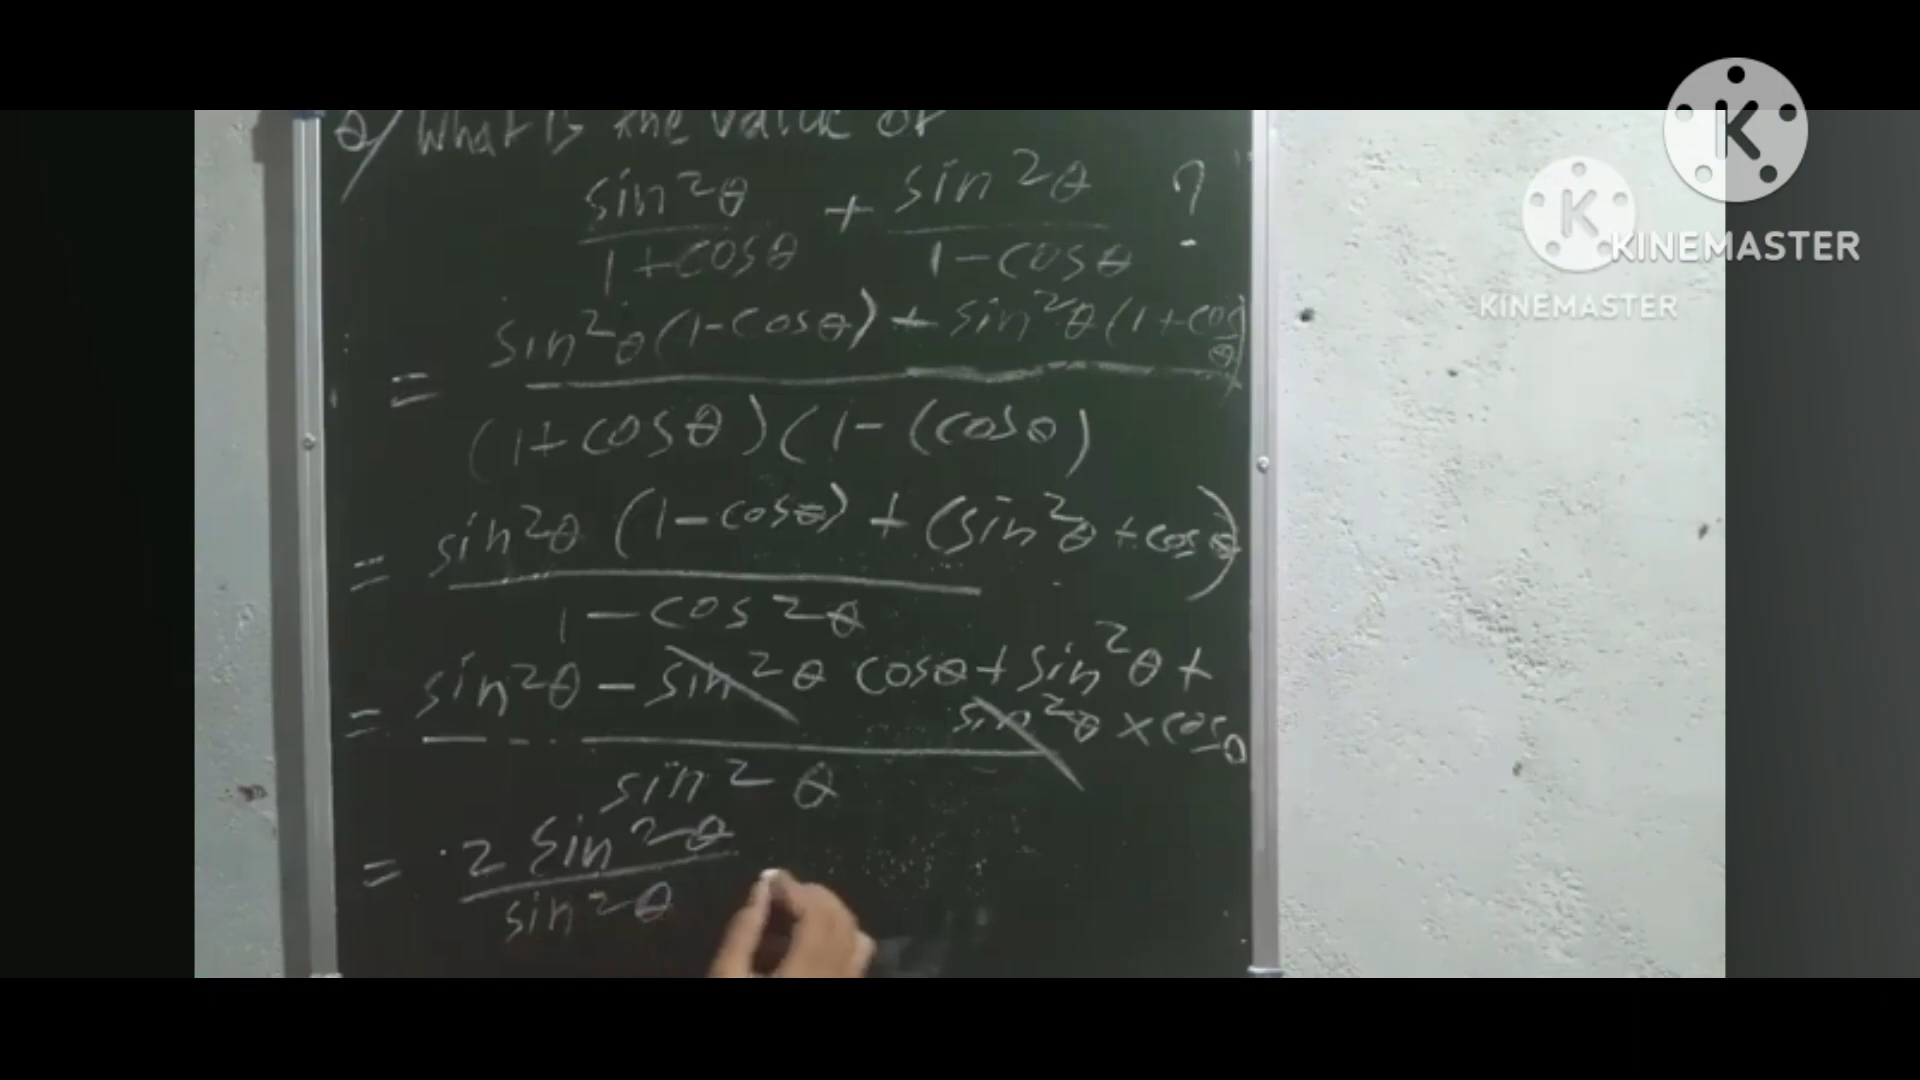 Q/ What is the value of
sin²θ/1+cosθ + sin²θ/1-cosθ ?
= sin²θ(1-cosθ)+sin²θ(1+cosθ)/(1+cosθ)(1-(cosθ)
= sin²θ (1-cosθ)+(sin²θ+cosθ)/1-cos²θ
= sin²θ-sin²θ cosθ+sin²θ+sin²θ×cosθ/sin²θ
= 2 sin²θ/sin²θ
KINEMASTER
KINEMASTER